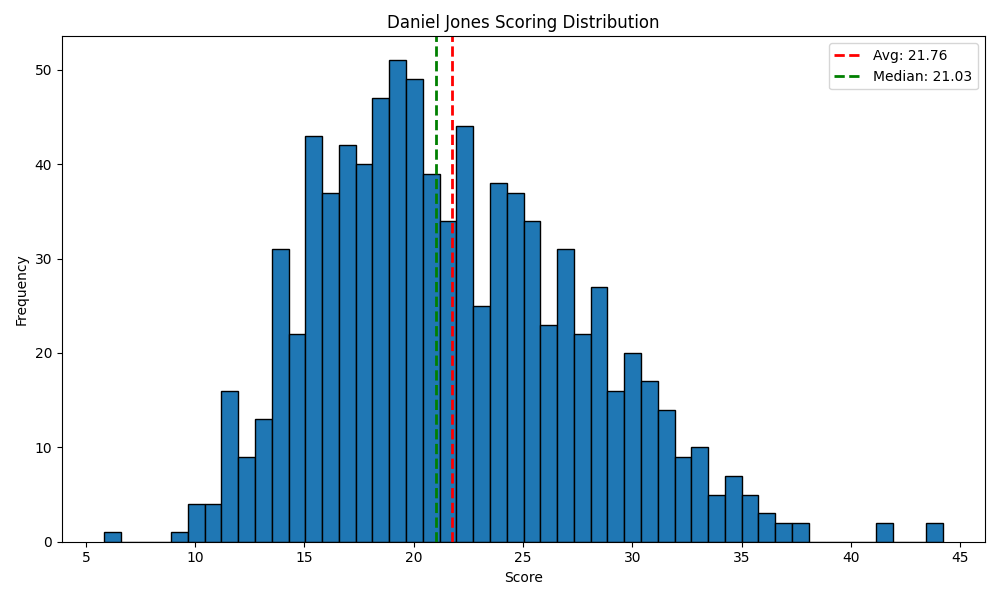 Daniel Jones Scoring Distribution
Avg: 21.76
Median: 21.03
Frequency
50
40
30
20
10
0
5 10 15 20 25 30 35 40 45
Score